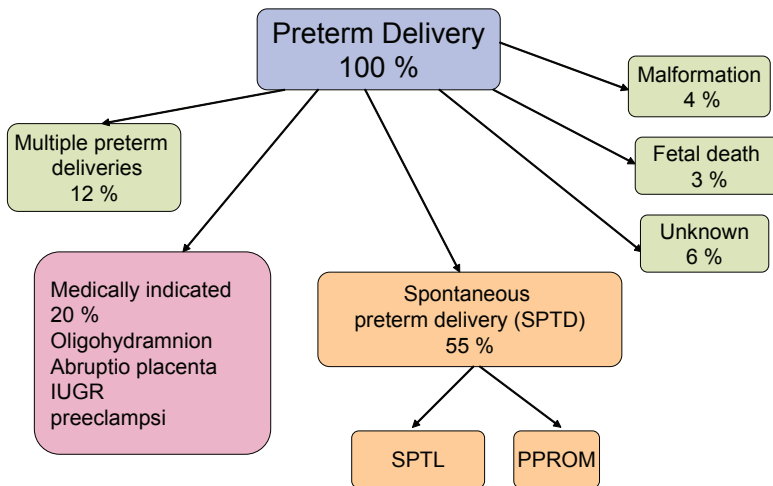 Preterm Delivery
100 %
Malformation
4 %
Multiple preterm
deliveries
12 %
Fetal death
3 %
Unknown
6 %
Medically indicated
20 %
Oligohydramnion
Abruptio placenta
IUGR
preeclampsi
Spontaneous
preterm delivery (SPTD)
55 %
SPTL
PPROM